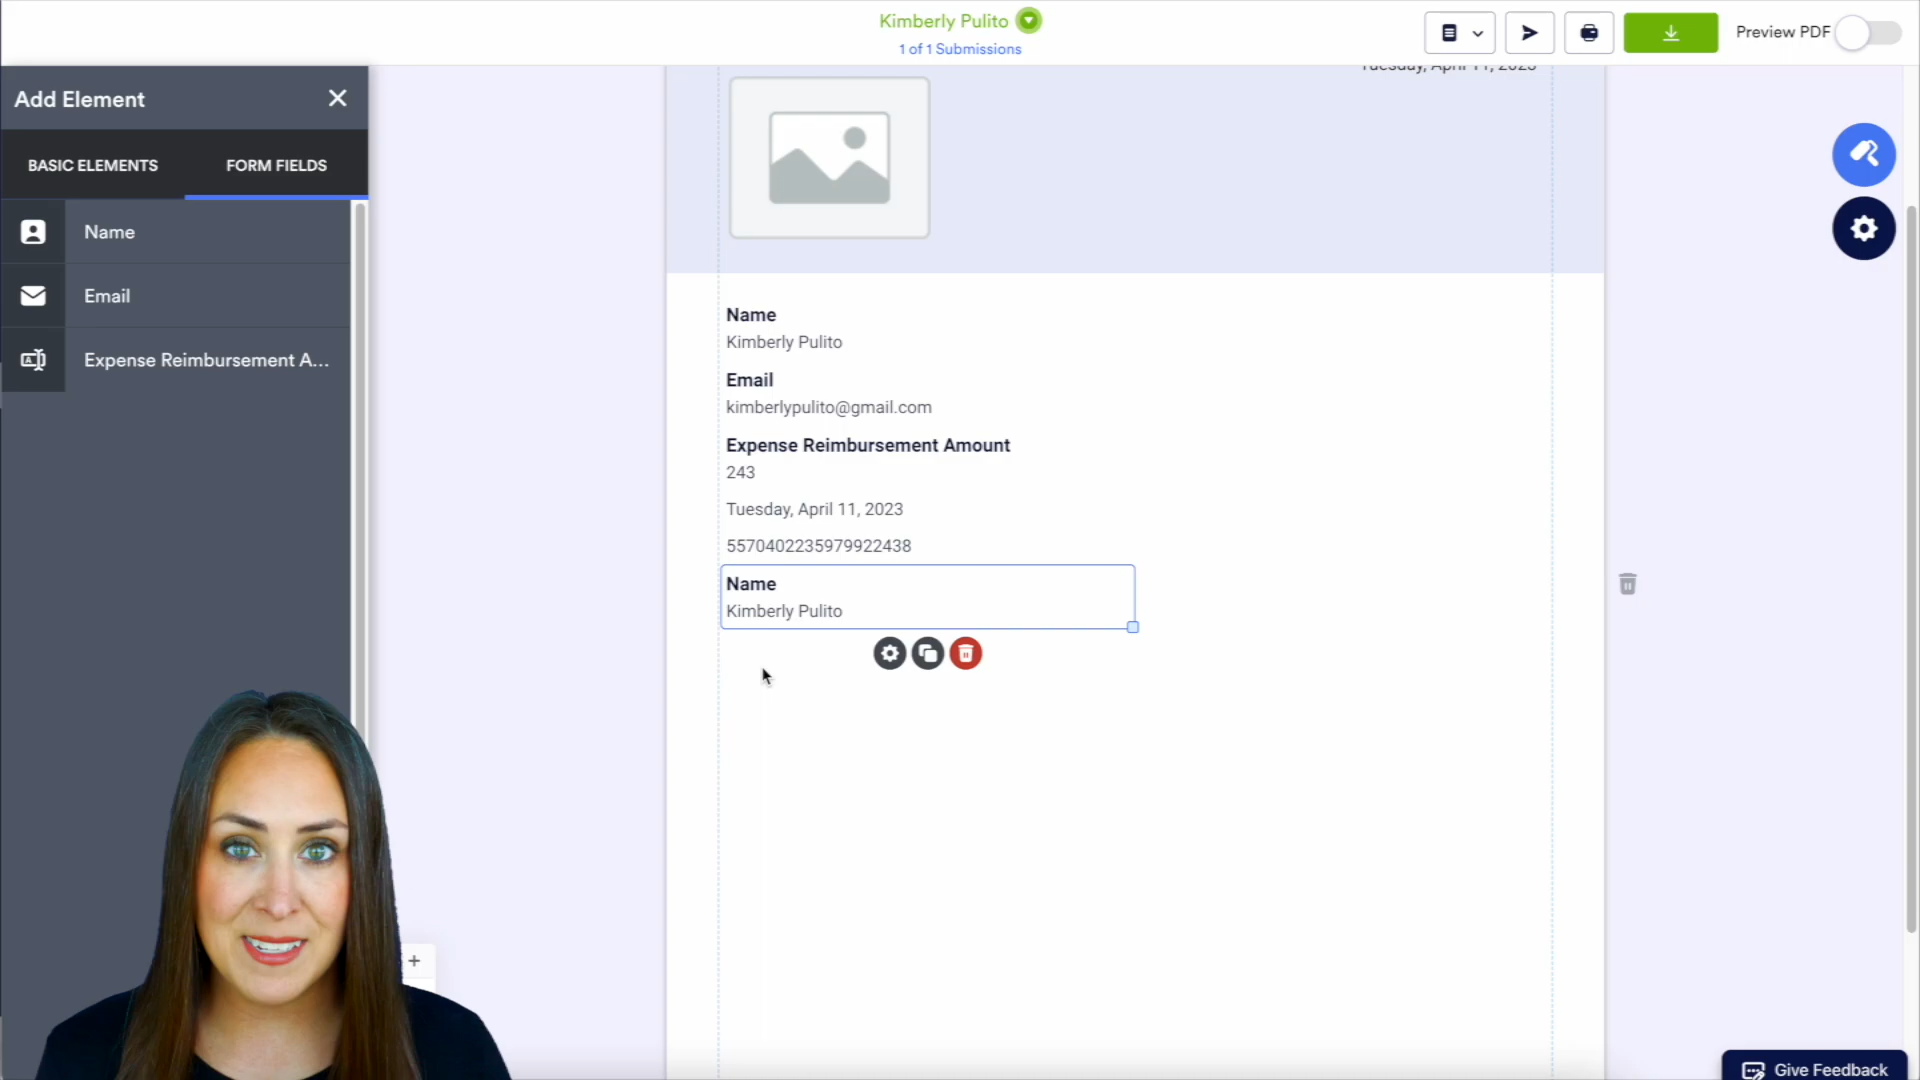 Kimberly Pulito
1 of 1 Submissions
Preview PDF
Add Element
BASIC ELEMENTS
FORM FIELDS
Name
Email
Expense Reimbursement A...
Tuesday, April 11, 2023
Name
Kimberly Pulito
Email
kimberlypulito@gmail.com
Expense Reimbursement Amount
243
Tuesday, April 11, 2023
5570402235979922438
Name
Kimberly Pulito
Give Feedback